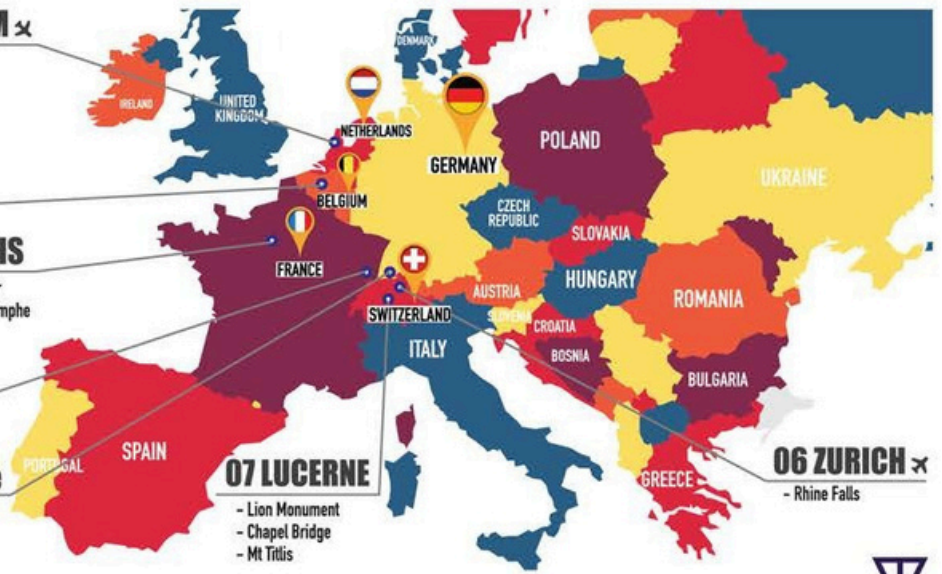 M
DENMARK
IRELAND
UNITED
KINGDOM
NETHERLANDS
POLAND
GERMANY
UKRAINE
BELGIUM
CZECH
REPUBLIC
SLOVAKIA
IS
FRANCE
HUNGARY
mphe
AUSTRIA
ROMANIA
SWITZERLAND
SLOVENIA
CROATIA
ITALY
BOSNIA
BULGARIA
SPAIN
PORTUGAL
07 LUCERNE
- Lion Monument
- Chapel Bridge
- Mt Titlis
GREECE
06 ZURICH
- Rhine Falls